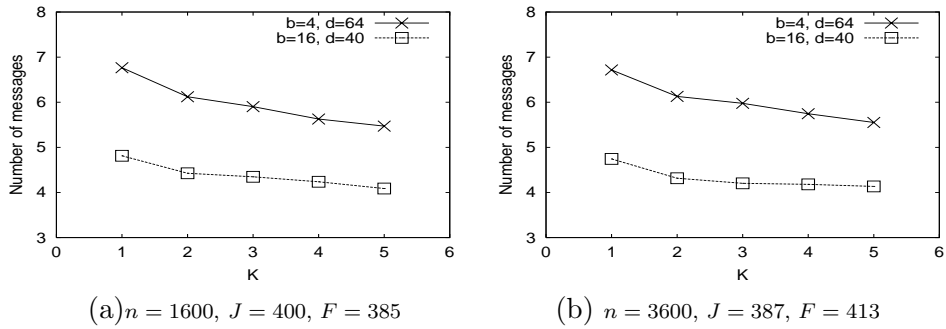 b=4, d=64
b=16, d=40
Number of messages
8
7
6
5
4
3
0 1 2 3 4 5 6
K
(a) n = 1600, J = 400, F = 385
b=4, d=64
b=16, d=40
Number of messages
8
7
6
5
4
3
0 1 2 3 4 5 6
K
(b) n = 3600, J = 387, F = 413